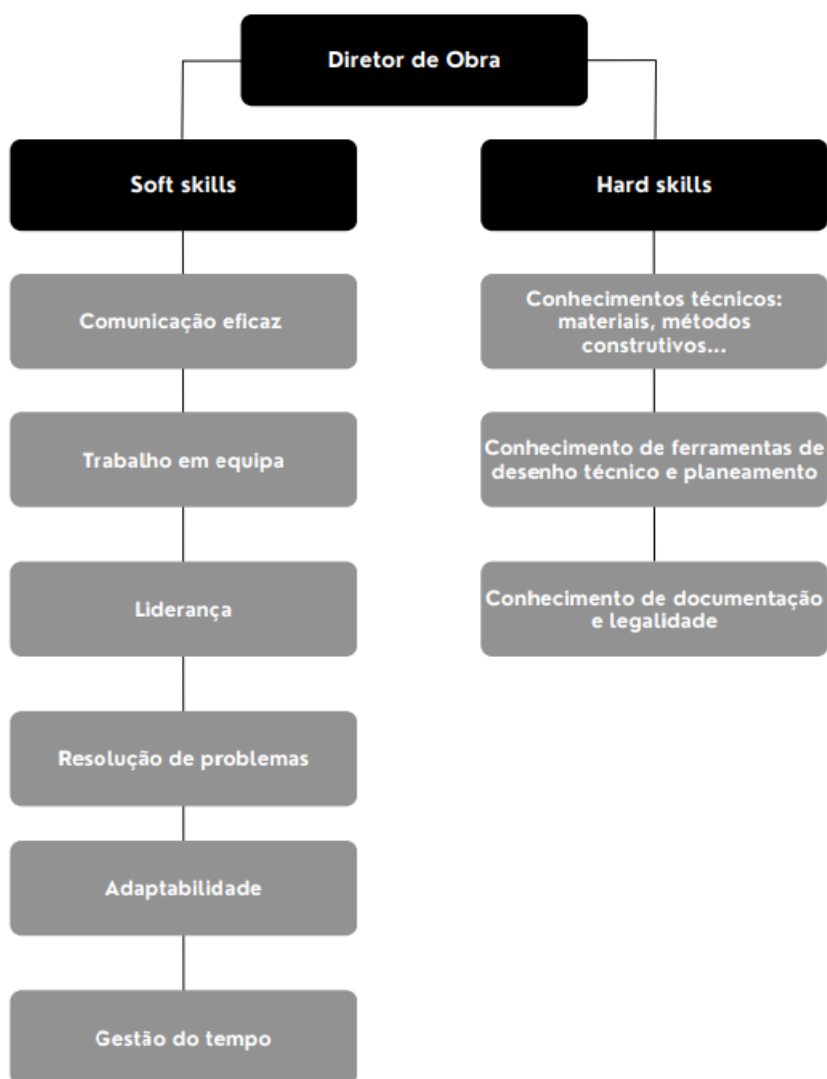 Diretor de Obra
Soft skills
Comunicação eficaz
Trabalho em equipa
Liderança
Resolução de problemas
Adaptabilidade
Gestão do tempo
Hard skills
Conhecimentos técnicos:
materiais, métodos
construtivos...
Conhecimento de ferramentas de
desenho técnico e planeamento
Conhecimento de documentação
e legalidade